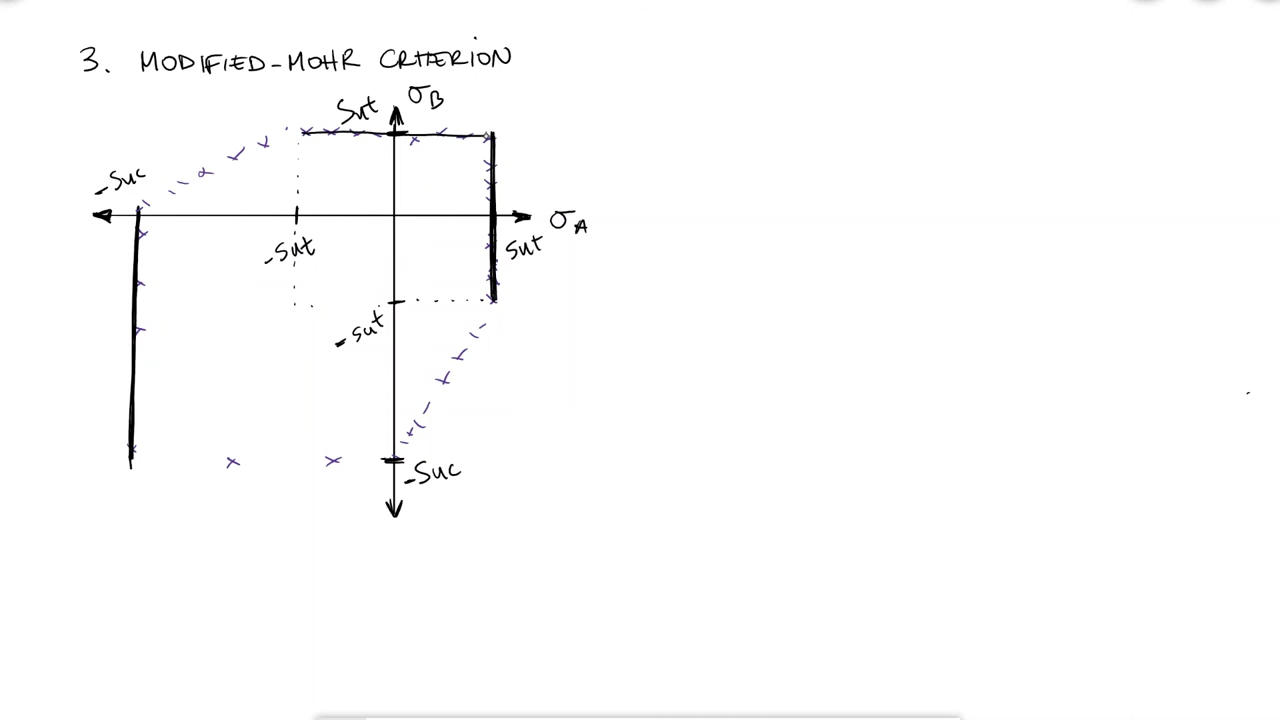 3. MODIFIED-MOHR CRITERION
σB
Sut
-Suc
σA
-Sut
Sut
-Sut
-Suc